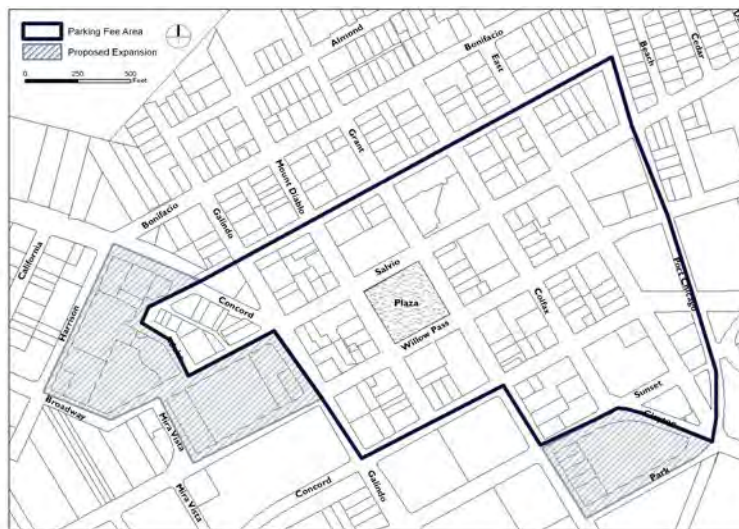 Parking Fee Area
Proposed Expansion
0 250 500
Feet
Almond
Bonifacio
East
Beach
Cedar
Grant
Mount Diablo
Bonifacio
Galindo
California
Harrison
Concord
Salvio
Plaza
Willow Pass
Colfax
Port Chicago
Sunset
Broadway
Mira Vista
Mira Vista
Concord
Galindo
Park